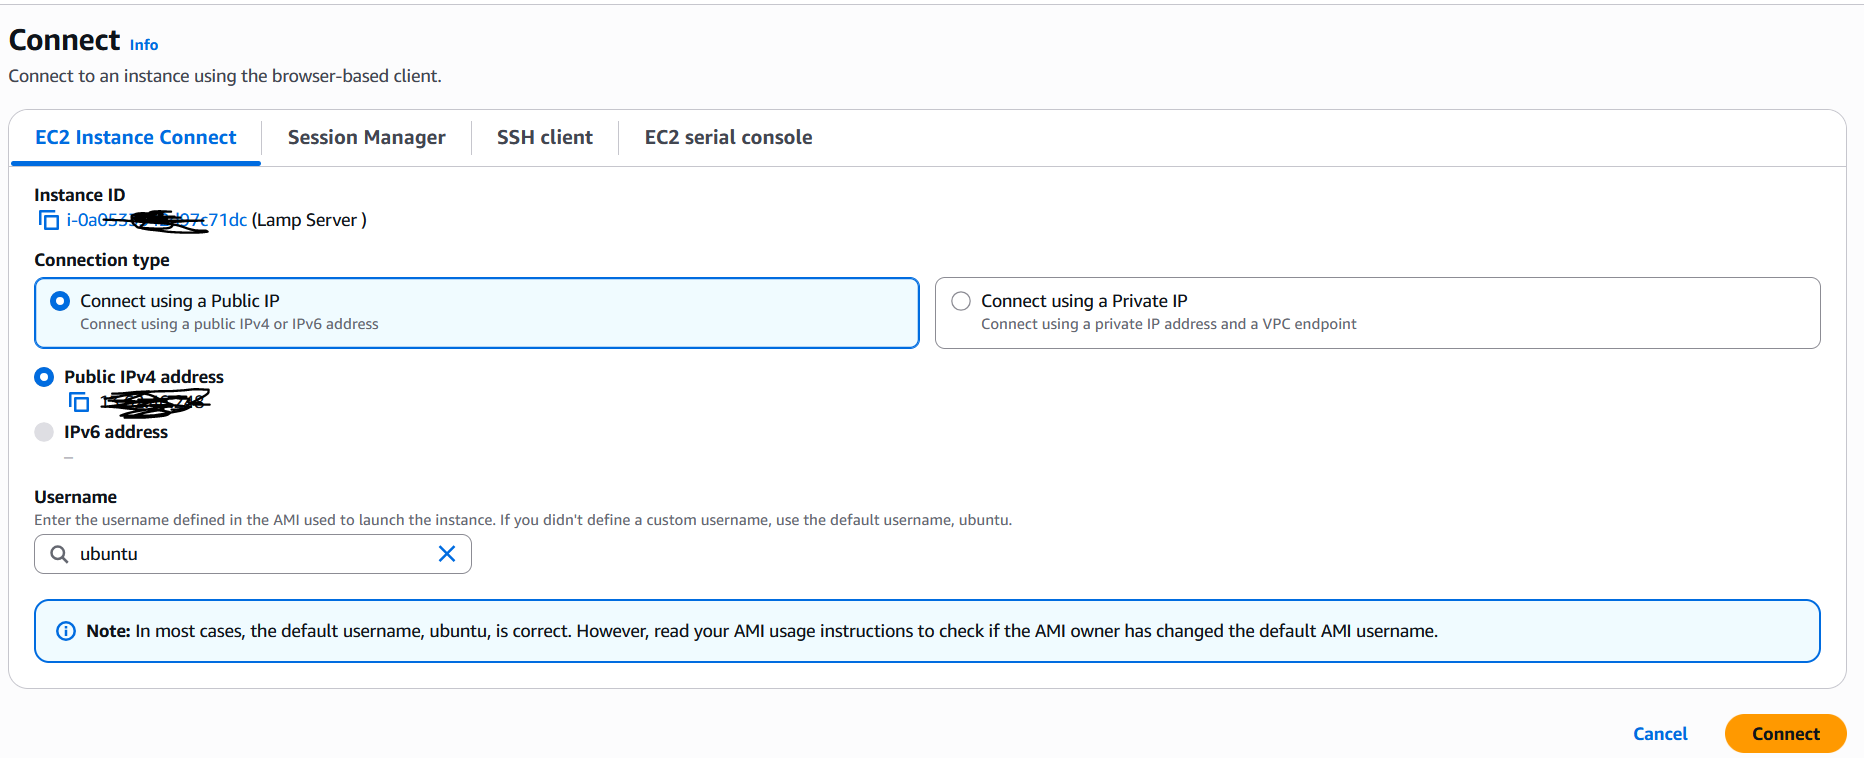 Connect Info
Connect to an instance using the browser-based client.
EC2 Instance Connect Session Manager SSH client EC2 serial console
Instance ID
(Lamp Server )
Connection type
Connect using a Public IP
Connect using a public IPv4 or IPv6 address
Connect using a Private IP
Connect using a private IP address and a VPC endpoint
Public IPv4 address
IPv6 address
–
Username
Enter the username defined in the AMI used to launch the instance. If you didn't define a custom username, use the default username, ubuntu.
ubuntu
Note: In most cases, the default username, ubuntu, is correct. However, read your AMI usage instructions to check if the AMI owner has changed the default AMI username.
Cancel Connect